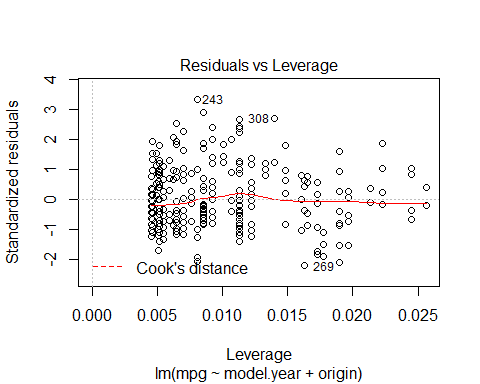 Residuals vs Leverage
Standardized residuals
4
3
2
1
0
-1
-2
243
308
269
Cook's distance
0.000 0.005 0.010 0.015 0.020 0.025
Leverage
lm(mpg ~ model.year + origin)